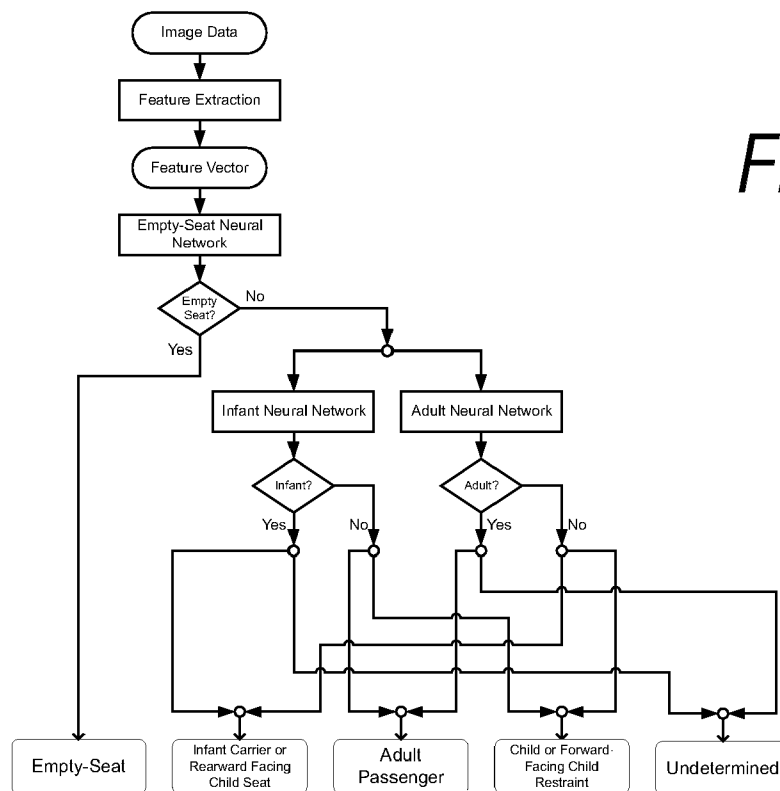 Image Data
Feature Extraction
Feature Vector
Empty-Seat Neural
Network
Empty
Seat?
No
Yes
Infant Neural Network
Adult Neural Network
Infant?
Adult?
Yes
No
Yes
No
Empty-Seat
Infant Carrier or
Rearward Facing
Child Seat
Adult
Passenger
Child or Forward-
Facing Child
Restraint
Undetermined